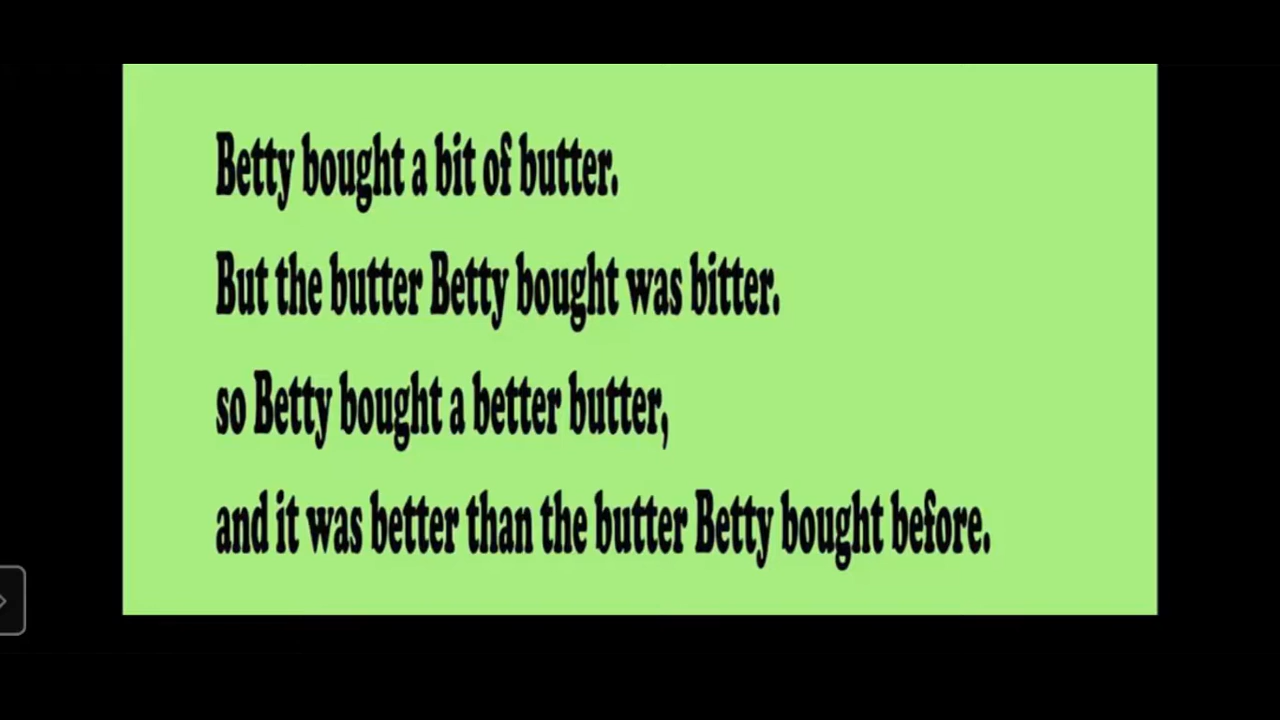 Betty bought a bit of butter.
But the butter Betty bought was bitter.
so Betty bought a better butter,
and it was better than the butter Betty bought before.